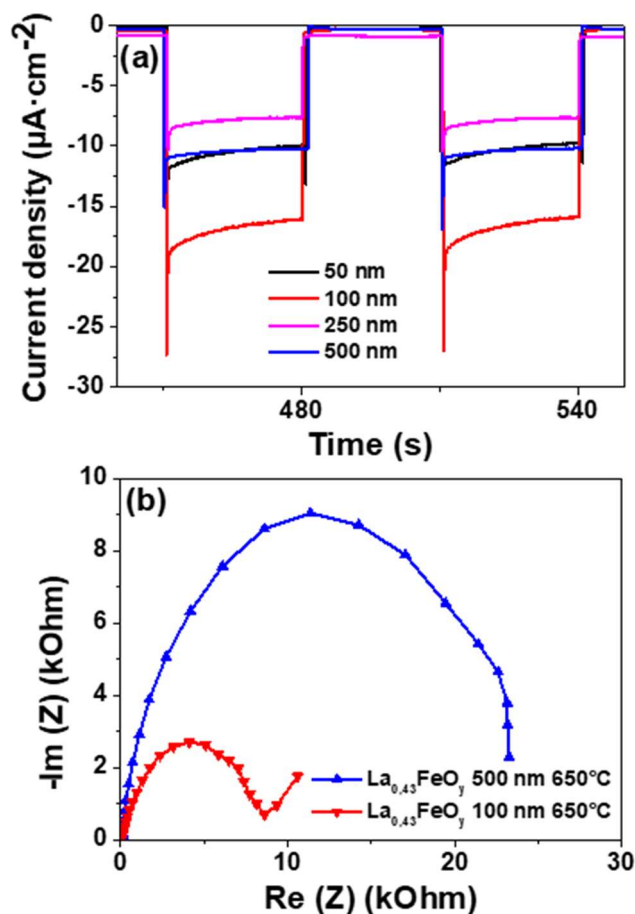 (a)
Current density (µA·cm⁻²)
0
-5
-10
-15
-20
-25
-30
50 nm
100 nm
250 nm
500 nm
480
540
Time (s)
(b)
-Im (Z) (kOhm)
10
8
6
4
2
0
La₀,₄₃FeOᵧ 500 nm 650°C
La₀,₄₃FeOᵧ 100 nm 650°C
0
10
20
30
Re (Z) (kOhm)